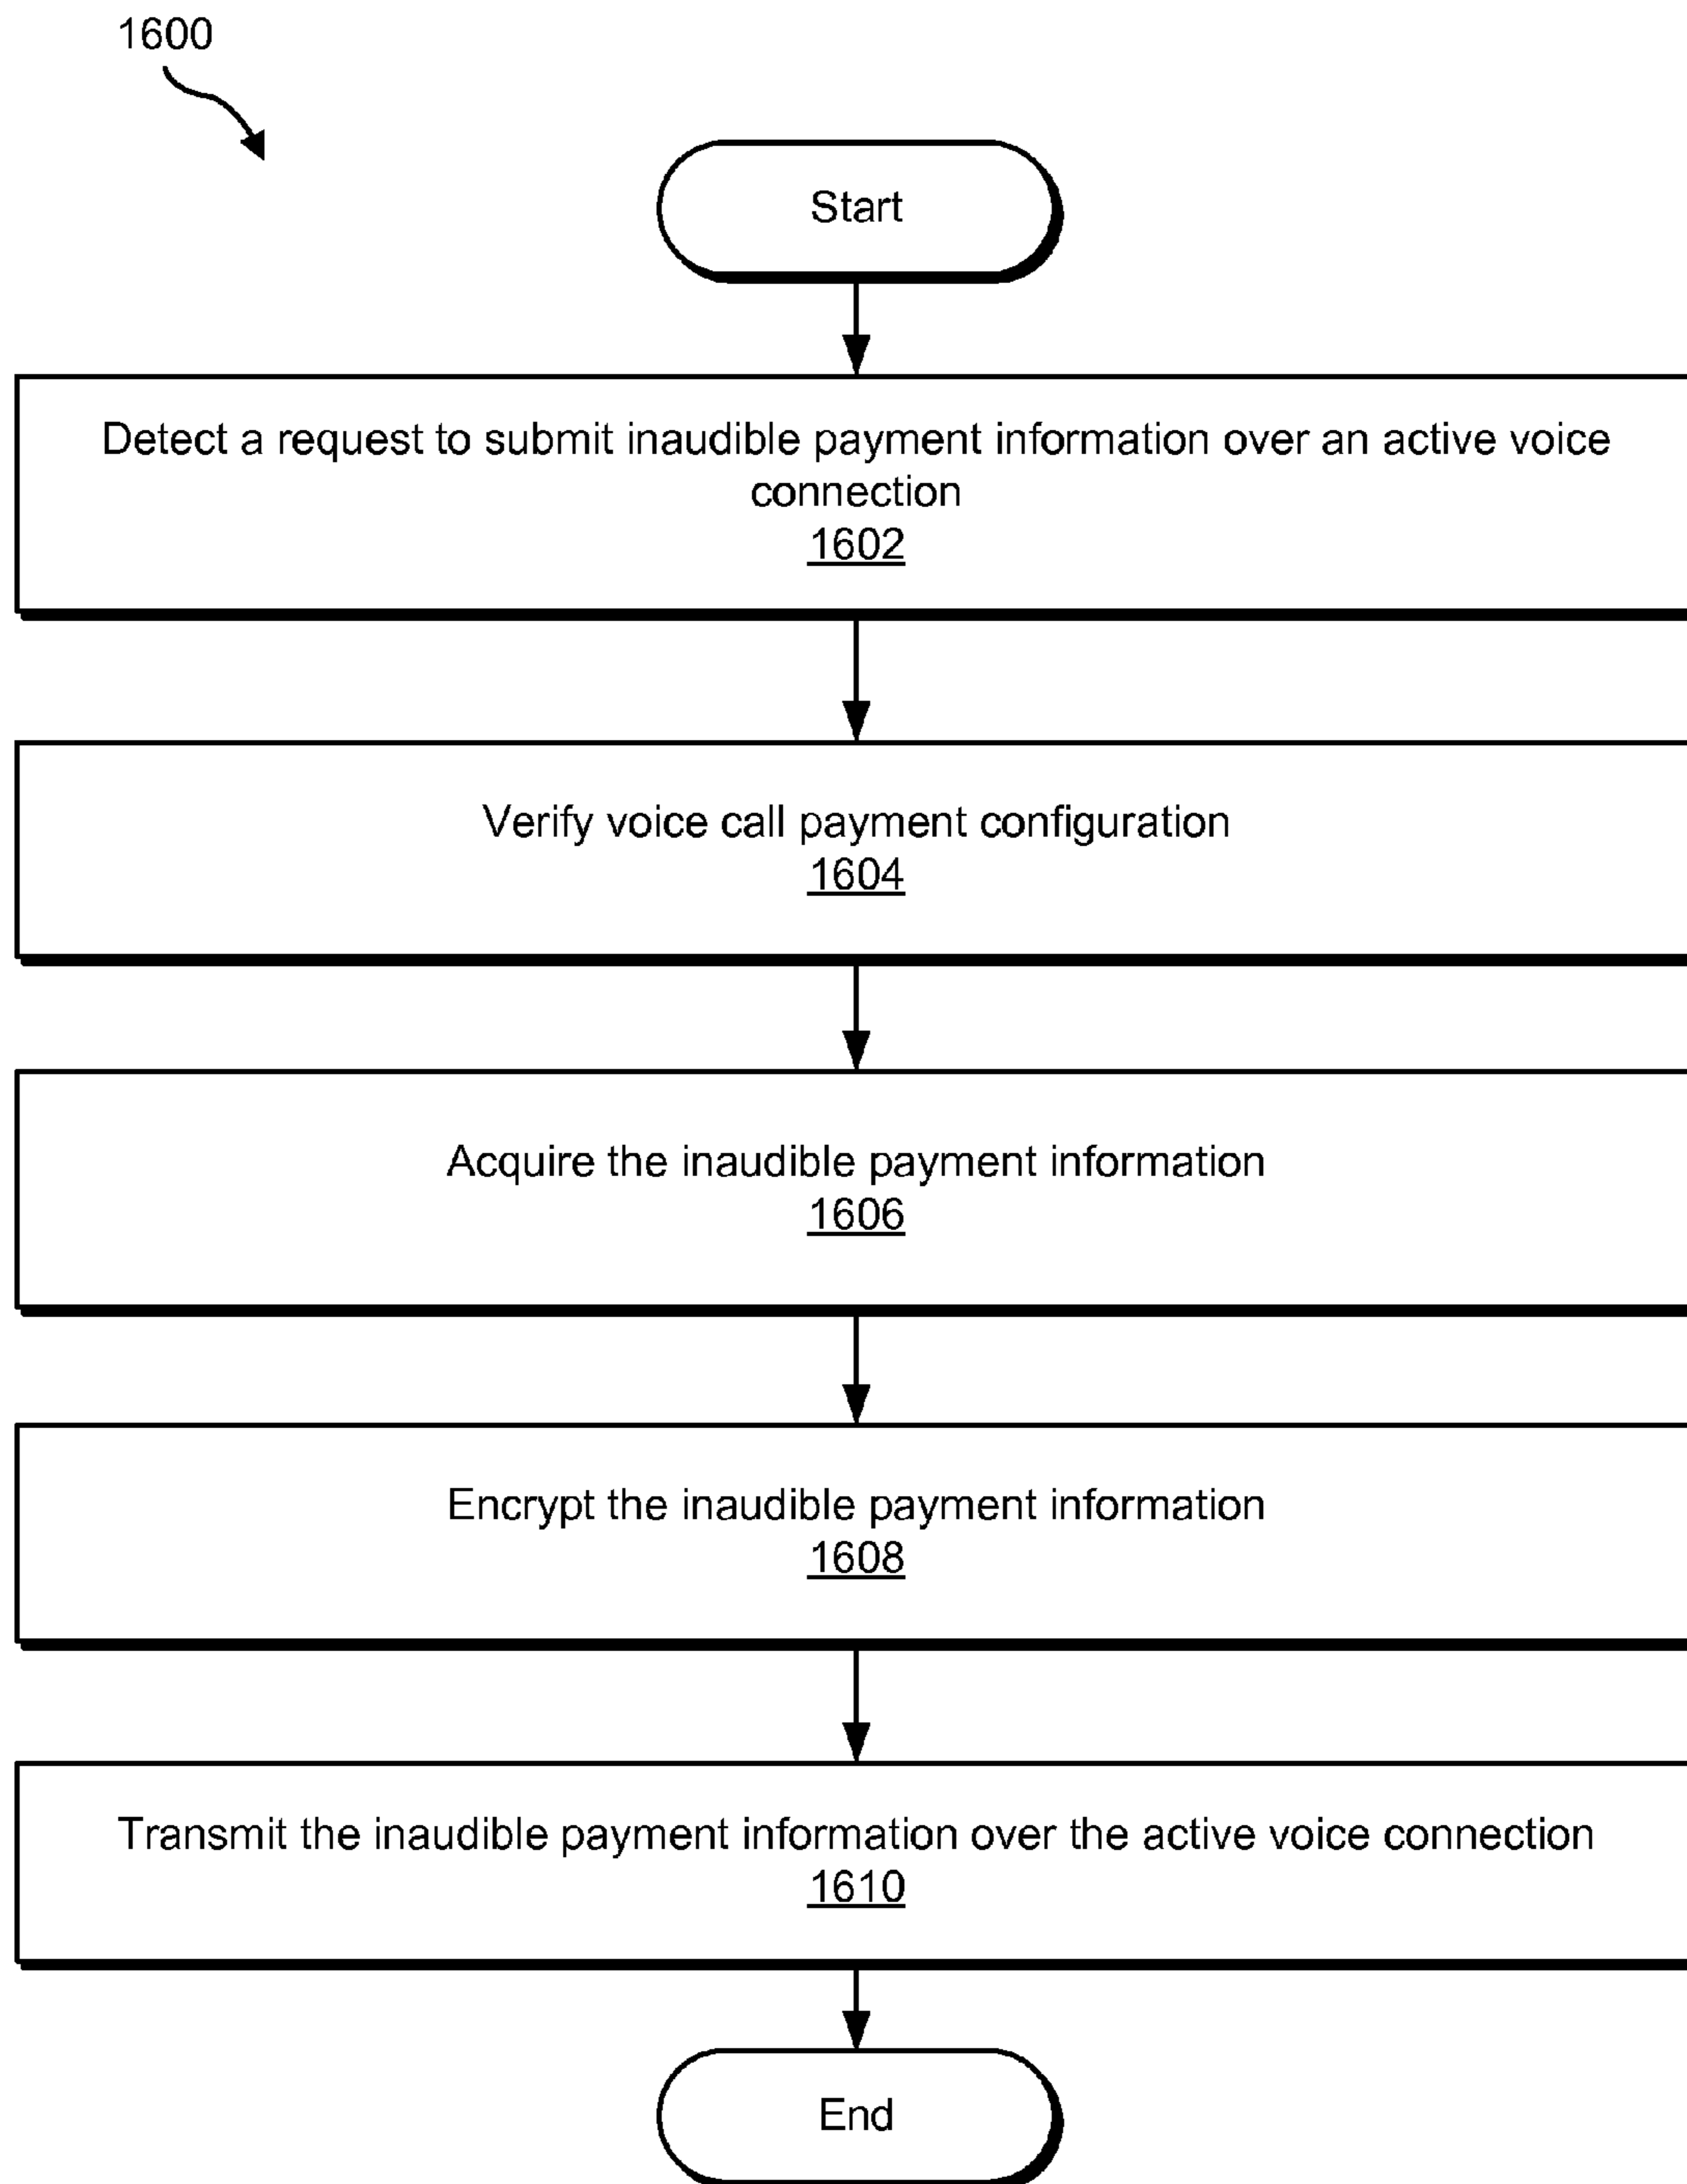 1600
Start
Detect a request to submit inaudible payment information over an active voice
connection
1602
Verify voice call payment configuration
1604
Acquire the inaudible payment information
1606
Encrypt the inaudible payment information
1608
Transmit the inaudible payment information over the active voice connection
1610
End